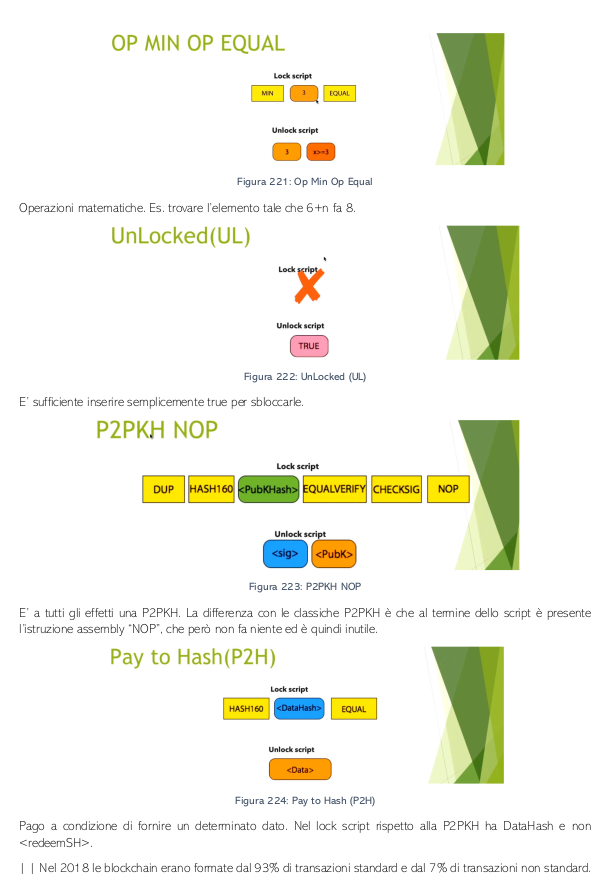 OP MIN OP EQUAL
Lock script
MIN 3 EQUAL
Unlock script
3 x>=3
Figura 221: Op Min Op Equal
Operazioni matematiche. Es. trovare l'elemento tale che 6+n fa 8.
UnLocked(UL)
Lock script
Unlock script
TRUE
Figura 222: UnLocked (UL)
E' sufficiente inserire semplicemente true per sbloccarle.
P2PKH NOP
Lock script
DUP HASH160 <PubKHash> EQUALVERIFY CHECKSIG NOP
Unlock script
<sig> <PubK>
Figura 223: P2PKH NOP
E' a tutti gli effetti una P2PKH. La differenza con le classiche P2PKH è che al termine dello script è presente
l'istruzione assembly "NOP", che però non fa niente ed è quindi inutile.
Pay to Hash(P2H)
Lock script
HASH160 <DataHash> EQUAL
Unlock script
<Data>
Figura 224: Pay to Hash (P2H)
Pago a condizione di fornire un determinato dato. Nel lock script rispetto alla P2PKH ha DataHash e non
<redeemSH>.
| | Nel 2018 le blockchain erano formate dal 93% di transazioni standard e dal 7% di transazioni non standard.